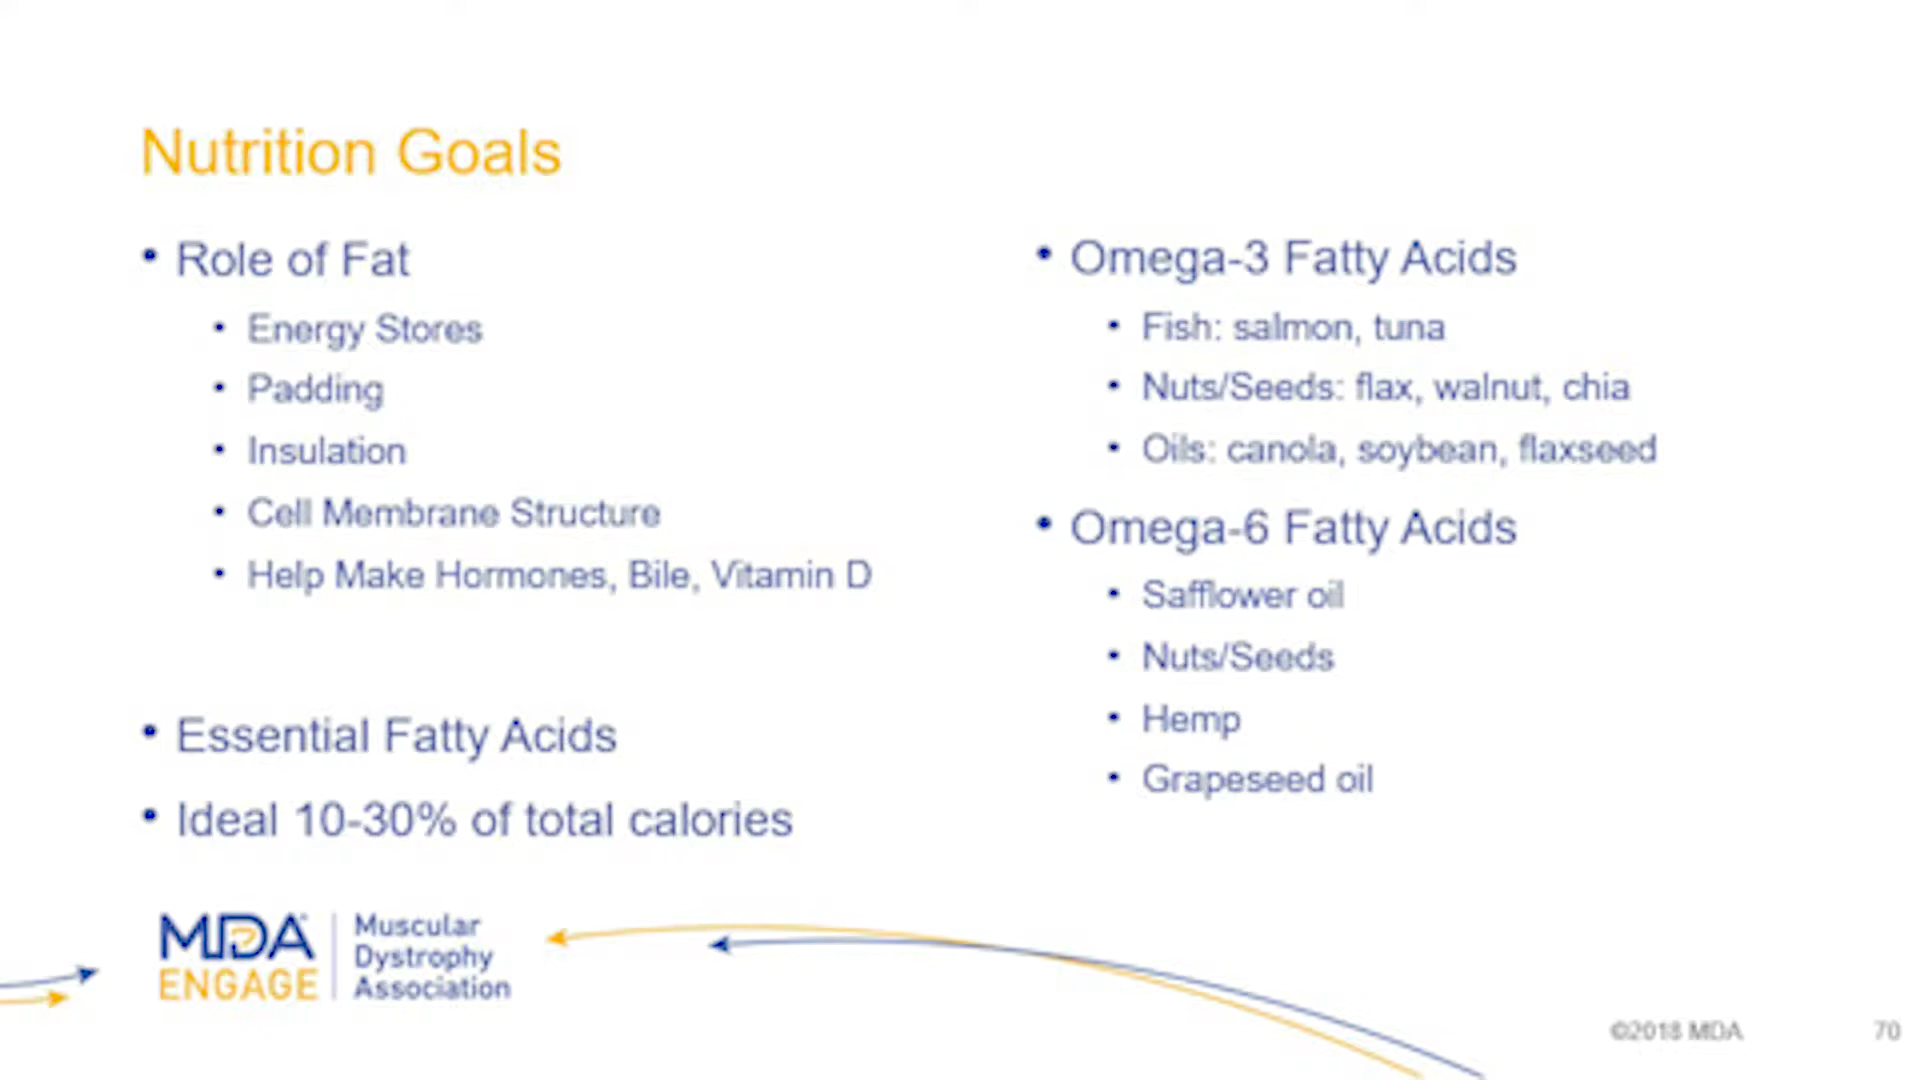 Nutrition Goals
• Role of Fat
• Energy Stores
• Padding
• Insulation
• Cell Membrane Structure
• Help Make Hormones, Bile, Vitamin D
• Essential Fatty Acids
• Ideal 10-30% of total calories
• Omega-3 Fatty Acids
• Fish: salmon, tuna
• Nuts/Seeds: flax, walnut, chia
• Oils: canola, soybean, flaxseed
• Omega-6 Fatty Acids
• Safflower oil
• Nuts/Seeds
• Hemp
• Grapeseed oil
MDA
ENGAGE
Muscular
Dystrophy
Association
©2018 MDA
70